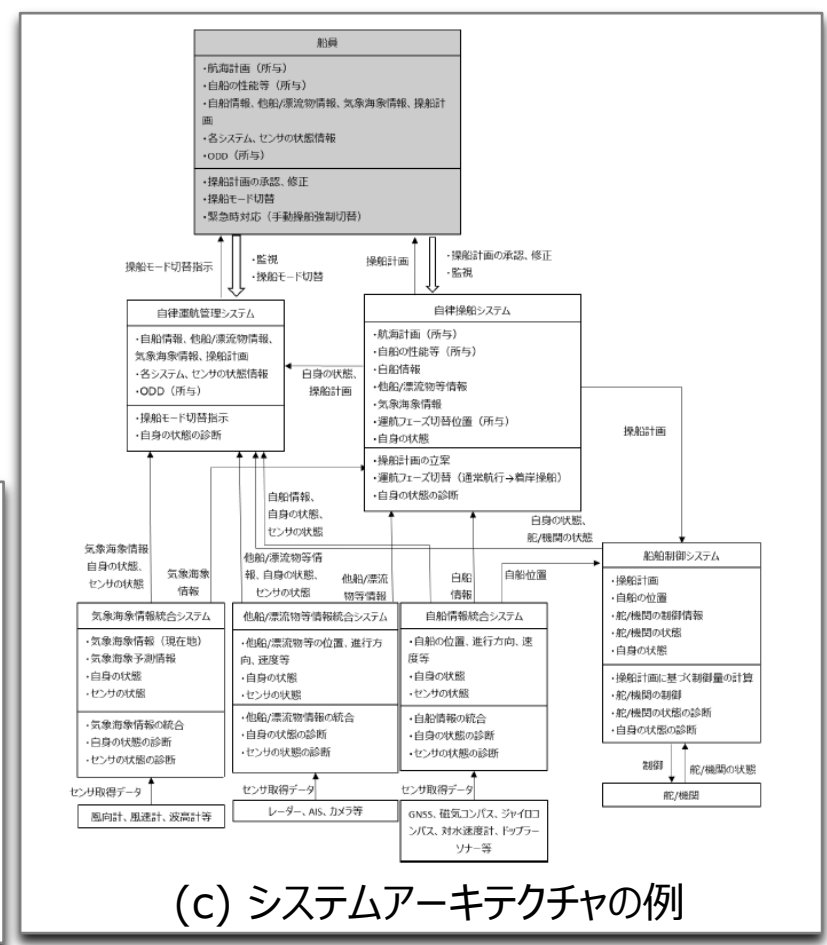 船員
・航海計画（所与）
・自船の性能等（所与）
・自船情報、他船/漂流物情報、気象海象情報、操船計
画
・各システム、センサの状態情報
・ODD（所与）
・操船計画の承認、修正
・操船モード切替
・緊急時対応（手動操船強制切替）
操船モード切替指示
・監視
・操船モード切替
操船計画
・操船計画の承認、修正
・監視
自律運航管理システム
・自船情報、他船/漂流物情報、
気象海象情報、操船計画
・各システム、センサの状態情報
・ODD（所与）
・操船モード切替指示
・自身の状態の診断
自身の状態、
操船計画
自律操船システム
・航海計画（所与）
・自船の性能等（所与）
・自船情報
・他船/漂流物等情報
・気象海象情報
・運航フェーズ切替位置（所与）
・自身の状態
・操船計画の立案
・運航フェーズ切替（通常航行→着岸操船）
・自身の状態の診断
操船計画
気象海象情報
自身の状態、
センサの状態
気象海象
情報
自船情報、
自身の状態、
センサの状態
他船/漂流物等情
報、自身の状態、
センサの状態
他船/漂流
物等情報
自船
情報
自身の状態、
舵/機関の状態
自船位置
気象海象情報統合システム
・気象海象情報（現在地）
・気象海象予測情報
・自身の状態
・センサの状態
・気象海象情報の統合
・自身の状態の診断
・センサの状態の診断
他船/漂流物等情報統合システム
・他船/漂流物等の位置、進行方
向、速度等
・自身の状態
・センサの状態
・他船/漂流物情報の統合
・自身の状態の診断
・センサの状態の診断
自船情報統合システム
・自船の位置、進行方向、速
度等
・自身の状態
・センサの状態
・自船情報の統合
・自身の状態の診断
・センサの状態の診断
船舶制御システム
・操船計画
・自船の位置
・舵/機関の制御情報
・舵/機関の状態
・自身の状態
・操船計画に基づく制御量の計算
・舵/機関の制御
・舵/機関の状態の診断
・自身の状態の診断
センサ取得データ
センサ取得データ
センサ取得データ
制御
舵/機関の状態
風向計、風速計、波高計等
レーダー、AIS、カメラ等
GNSS、磁気コンパス、ジャイロコ
ンパス、対水速度計、ドップラー
ソナー等
舵/機関
(c) システムアーキテクチャの例